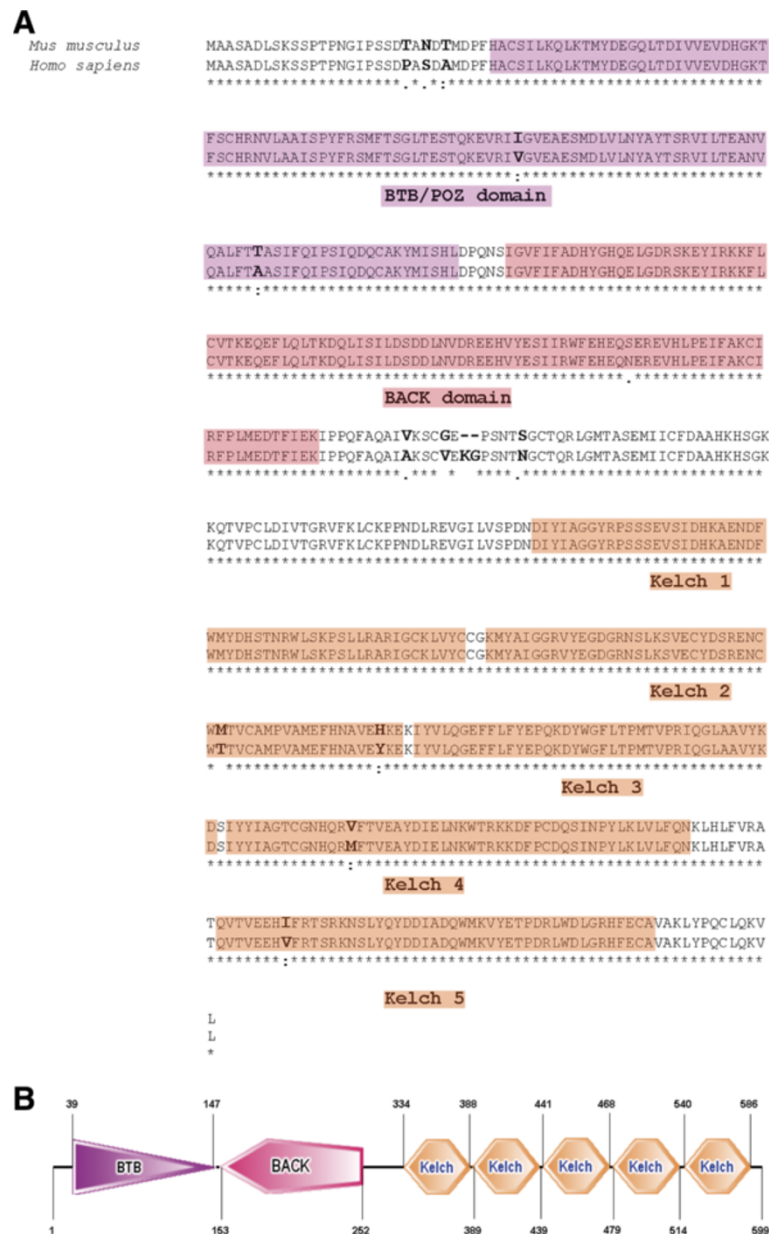 A
Mus musculus MAASADLSKSSPTPNGIPSSDTANDTMDPFHACSILKQLKTMYDEGQLTDIVVEVDHGKT
Homo sapiens MAASADLSKSSPTPNGIPSSDPASDAMDPFHACSILKQLKTMYDEGQLTDIVVEVDHGKT
*********************.*.*:**********************************
FSCHRNVLAAISPYFRSMFTSGLTESTQKEVRIIGVEAESMDLVLNYAYTSRVILTEANV
FSCHRNVLAAISPYFRSMFTSGLTESTQKEVRIVGVEAESMDLVLNYAYTSRVILTEANV
*********************************:**************************
BTB/POZ domain
QALFTTASIFQIPSIQDQCAKYMISHLDPQNSIGVFIFADHYGHQELGDRSKEYIRKKFL
QALFTAASIFQIPSIQDQCAKYMISHLDPQNSIGVFIFADHYGHQELGDRSKEYIRKKFL
*****:******************************************************
CVTKEQEFLQLTKDQLISILDSDDLNVDREEHVYESIIRWFEHEQSEREVHLPEIFAKCI
CVTKEQEFLQLTKDQLISILDSDDLNVDREEHVYESIIRWFEHEQNEREVHLPEIFAKCI
*********************************************.**************
BACK domain
RFPLMEDTFIEKIPPQFAQAIVKSCGE--PSNTSGCTQRLGMTASEMIICFDAAHKHSGK
RFPLMEDTFIEKIPPQFAQAIAKSCVEKGPSNTNGCTQRLGMTASEMIICFDAAHKHSGK
*********************.*** *  ****.**************************
KQTVPCLDIVTGRVFKLCKPPNDLREVGILVSPDNDIYIAGGYRPSSSEVSIDHKAENDF
KQTVPCLDIVTGRVFKLCKPPNDLREVGILVSPDNDIYIAGGYRPSSSEVSIDHKAENDF
************************************************************
Kelch 1
WMYDHSTNRWLSKPSLLRARIGCKLVYCCGKMYAIGGRVYEGDGRNSLKSVECYDSRENC
WMYDHSTNRWLSKPSLLRARIGCKLVYCCGKMYAIGGRVYEGDGRNSLKSVECYDSRENC
************************************************************
Kelch 2
WMTVCAMPVAMEFHNAVEHKEKIYVLQGEFFLFYEPQKDYWGFLTPMTVPRIQGLAAVYK
WTTVCAMPVAMEFHNAVEYKEKIYVLQGEFFLFYEPQKDYWGFLTPMTVPRIQGLAAVYK
* ****************:*****************************************
Kelch 3
DSIYYIAGTCGNHQRVFTVEAYDIELNKWTRKKDFPCDQSINPYLKLVLFQNKLHLFVRA
DSIYYIAGTCGNHQRMFTVEAYDIELNKWTRKKDFPCDQSINPYLKLVLFQNKLHLFVRA
***************:********************************************
Kelch 4
TQVTVEEHIFRTSRKNSLYQYDDIADQWMKVYETPDRLWDLGRHFECAVAKLYPQCLQKV
TQVTVEEHVFRTSRKNSLYQYDDIADQWMKVYETPDRLWDLGRHFECAVAKLYPQCLQKV
********:***************************************************
Kelch 5
L
L
*
B
39 147 334 398 441 468 540 586
BTB BACK Kelch Kelch Kelch Kelch Kelch
1 153 252 389 439 479 514 599